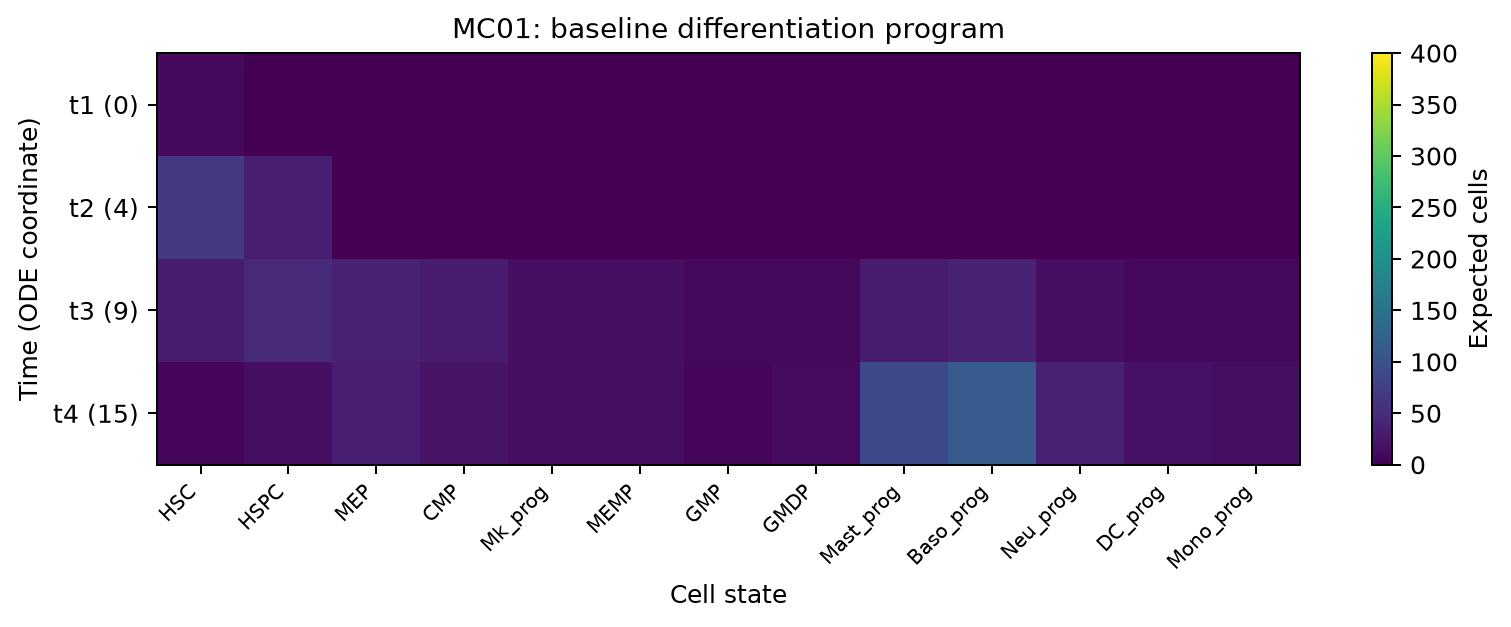 MC01: baseline differentiation program
Time (ODE coordinate)
t1 (0)
t2 (4)
t3 (9)
t4 (15)
HSC
HSPC
MEP
CMP
Mk_prog
MEMP
GMP
GMDP
Mast_prog
Baso_prog
Neu_prog
DC_prog
Mono_prog
Cell state
400
350
300
250
200
150
100
50
0
Expected cells